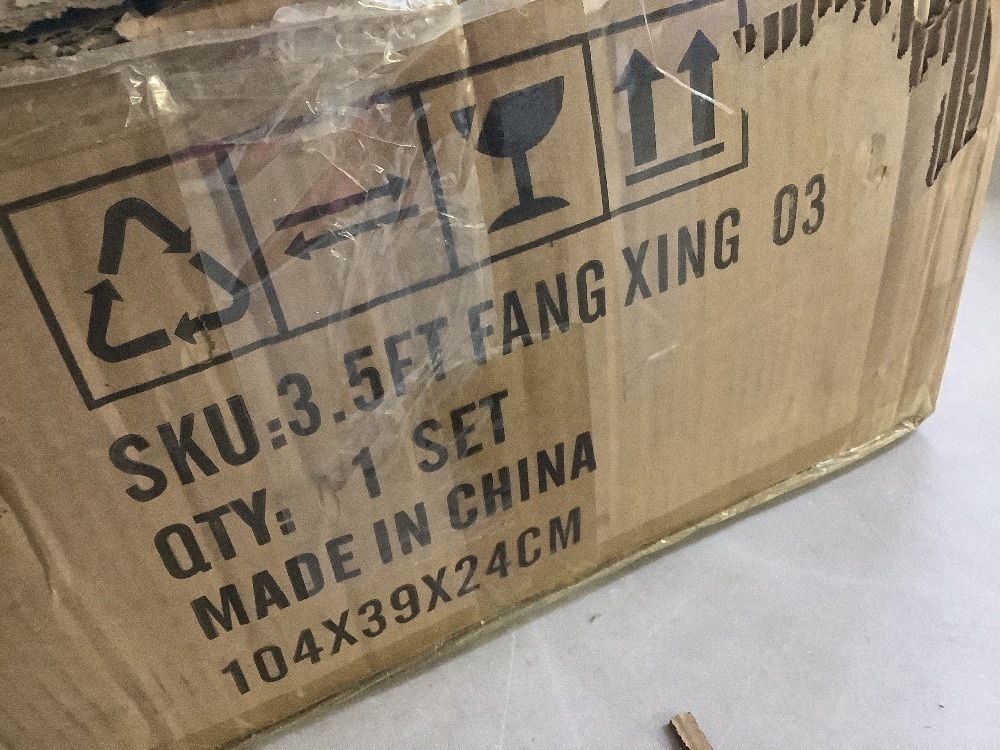 SKU:3.5FT FANG XING 03
QTY: 1 SET
MADE IN CHINA
104X39X24CM